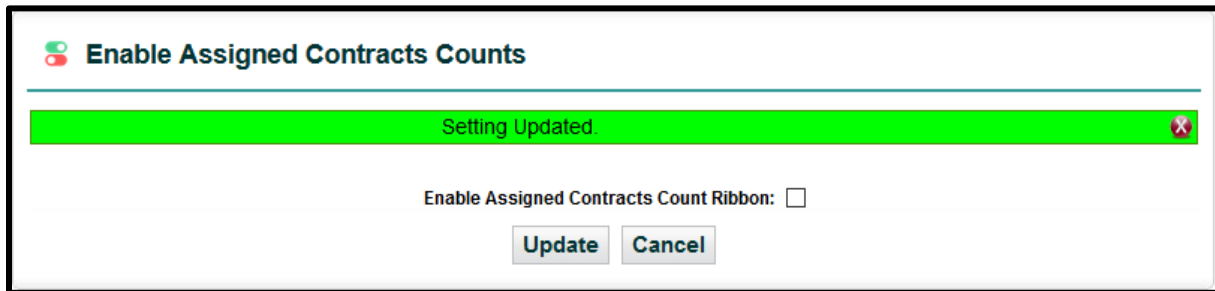 Enable Assigned Contracts Counts
Setting Updated.
Enable Assigned Contracts Count Ribbon:
Update Cancel